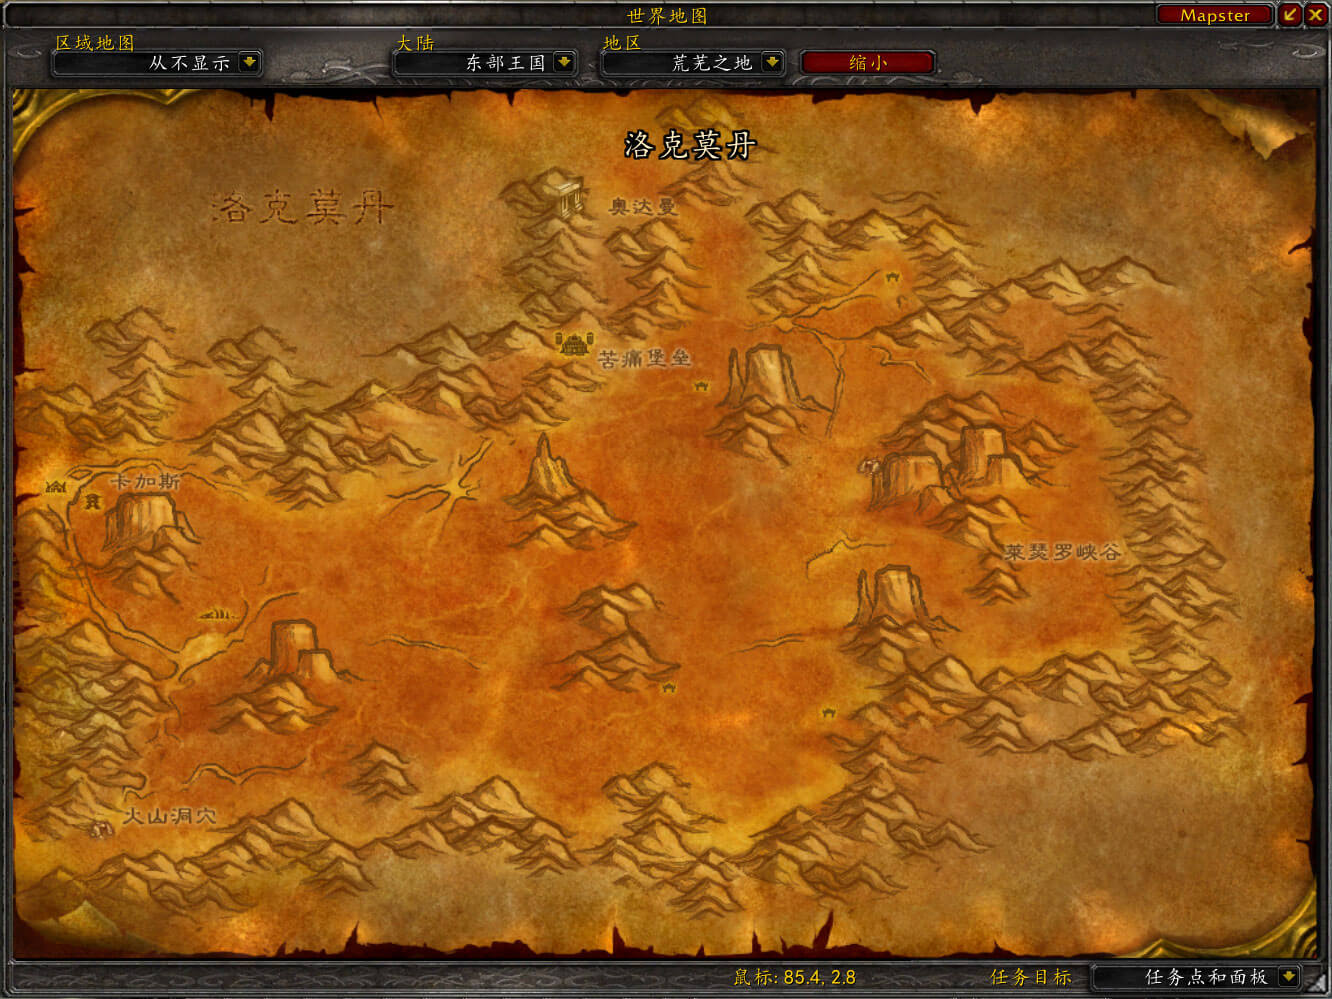 世界地图
Mapster
区域地图
大陆
地区
从不显示
东部王国
荒芜之地
缩小
洛克莫丹
洛克莫丹
奥达曼
苦痛堡垒
卡加斯
莱瑟罗峡谷
火山洞穴
鼠标: 85.4, 2.8
任务目标
任务点和面板